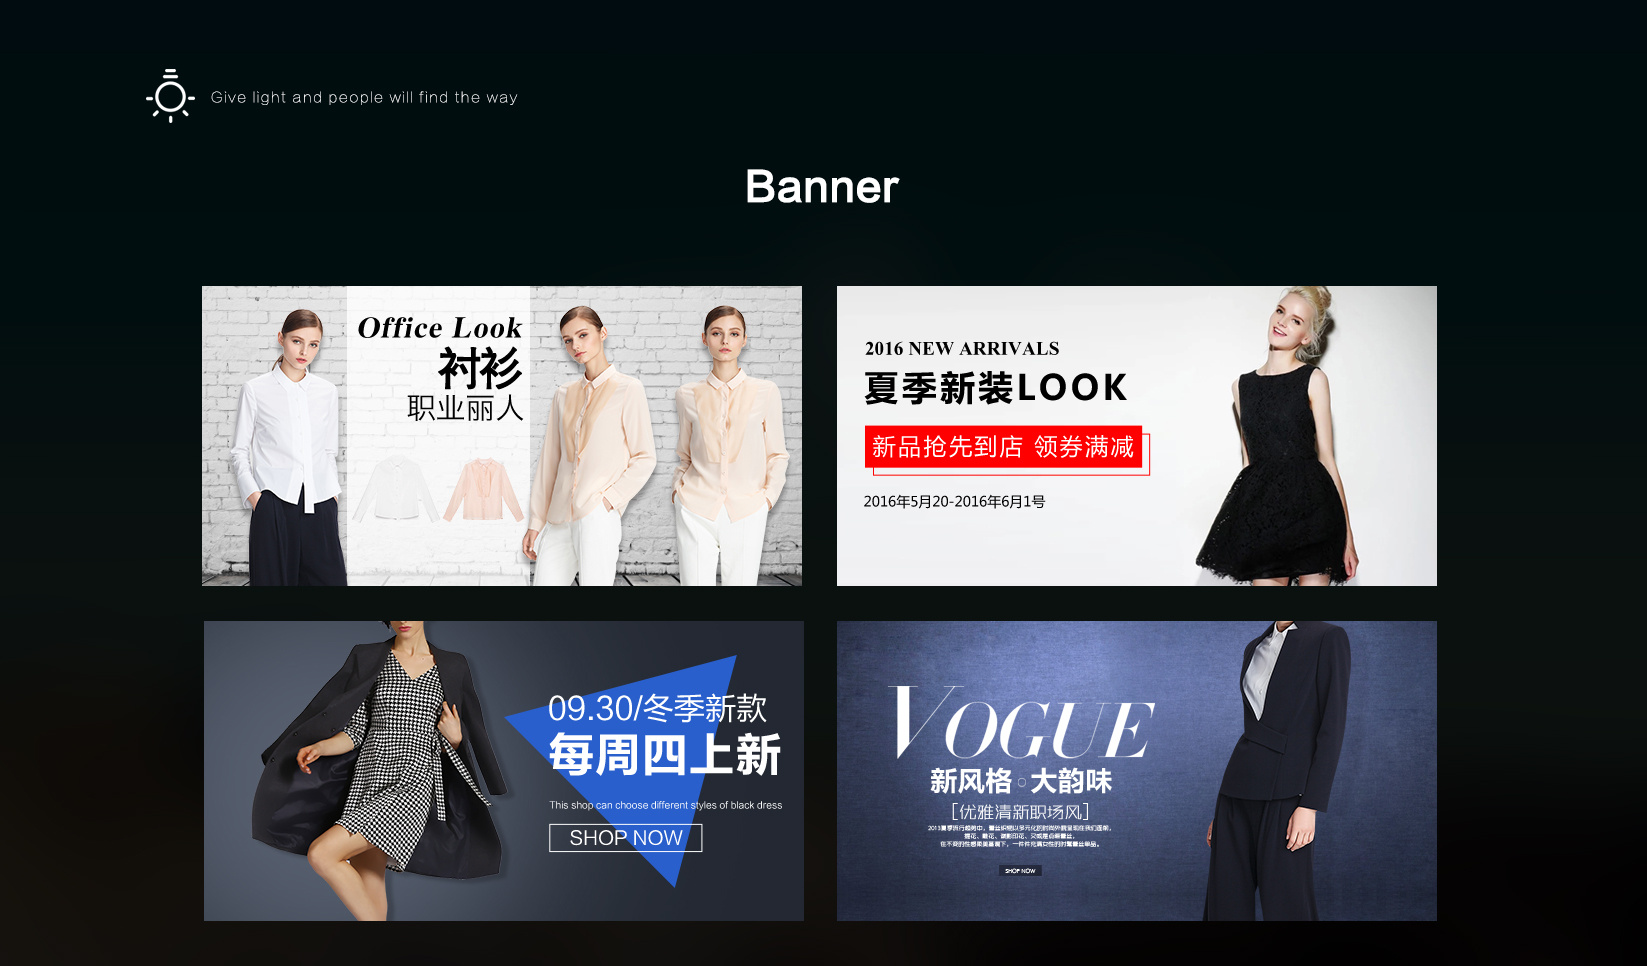 Give light and people will find the way
Banner
Office Look
衬衫
职业丽人
2016 NEW ARRIVALS
夏季新装LOOK
新品抢先到店 领券满减
2016年5月20-2016年6月1号
09.30/冬季新款
每周四上新
This shop can choose different styles of black dress
SHOP NOW
VOGUE
新风格○大韵味
[优雅清新职场风]
SHOP NOW